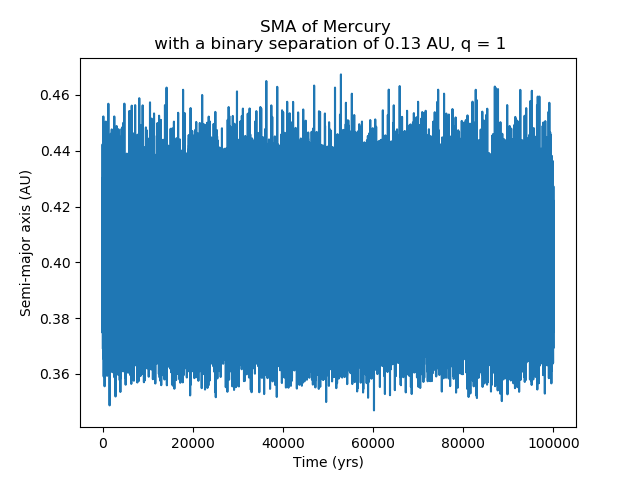 SMA of Mercury
with a binary separation of 0.13 AU, q = 1
0.46
0.44
0.42
0.40
0.38
0.36
Semi-major axis (AU)
0 20000 40000 60000 80000 100000
Time (yrs)